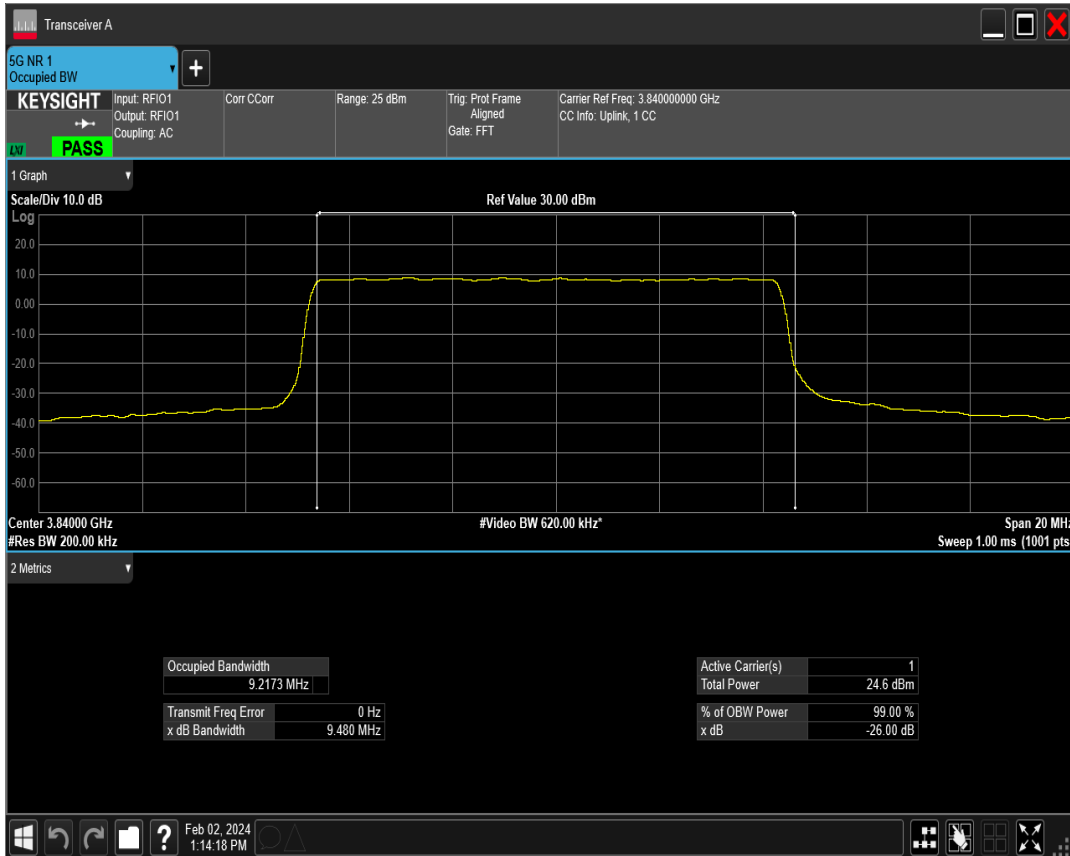 Transceiver A
5G NR 1
Occupied BW
KEYSIGHT
LXI
PASS
Input: RFIO1
Output: RFIO1
Coupling: AC
Corr CCorr
Range: 25 dBm
Trig: Prot Frame
Aligned
Gate: FFT
Carrier Ref Freq: 3.840000000 GHz
CC Info: Uplink, 1 CC
1 Graph
Scale/Div 10.0 dB
Ref Value 30.00 dBm
Log
20.0
10.0
0.00
-10.0
-20.0
-30.0
-40.0
-50.0
-60.0
Center 3.84000 GHz
#Video BW 620.00 kHz*
Span 20 MHz
#Res BW 200.00 kHz
Sweep 1.00 ms (1001 pts
2 Metrics
Occupied Bandwidth
9.2173 MHz
Transmit Freq Error 0 Hz
x dB Bandwidth 9.480 MHz
Active Carrier(s) 1
Total Power 24.6 dBm
% of OBW Power 99.00 %
x dB -26.00 dB
?
Feb 02, 2024
1:14:18 PM